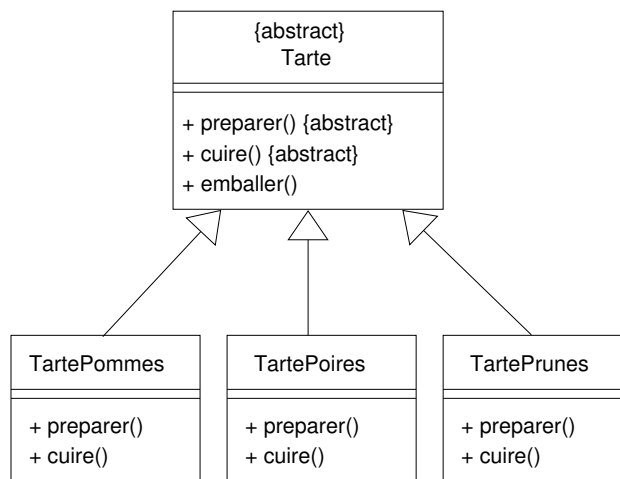 {abstract}
Tarte
+ preparer() {abstract}
+ cuire() {abstract}
+ emballer()
TartePommes
+ preparer()
+ cuire()
TartePoires
+ preparer()
+ cuire()
TartePrunes
+ preparer()
+ cuire()